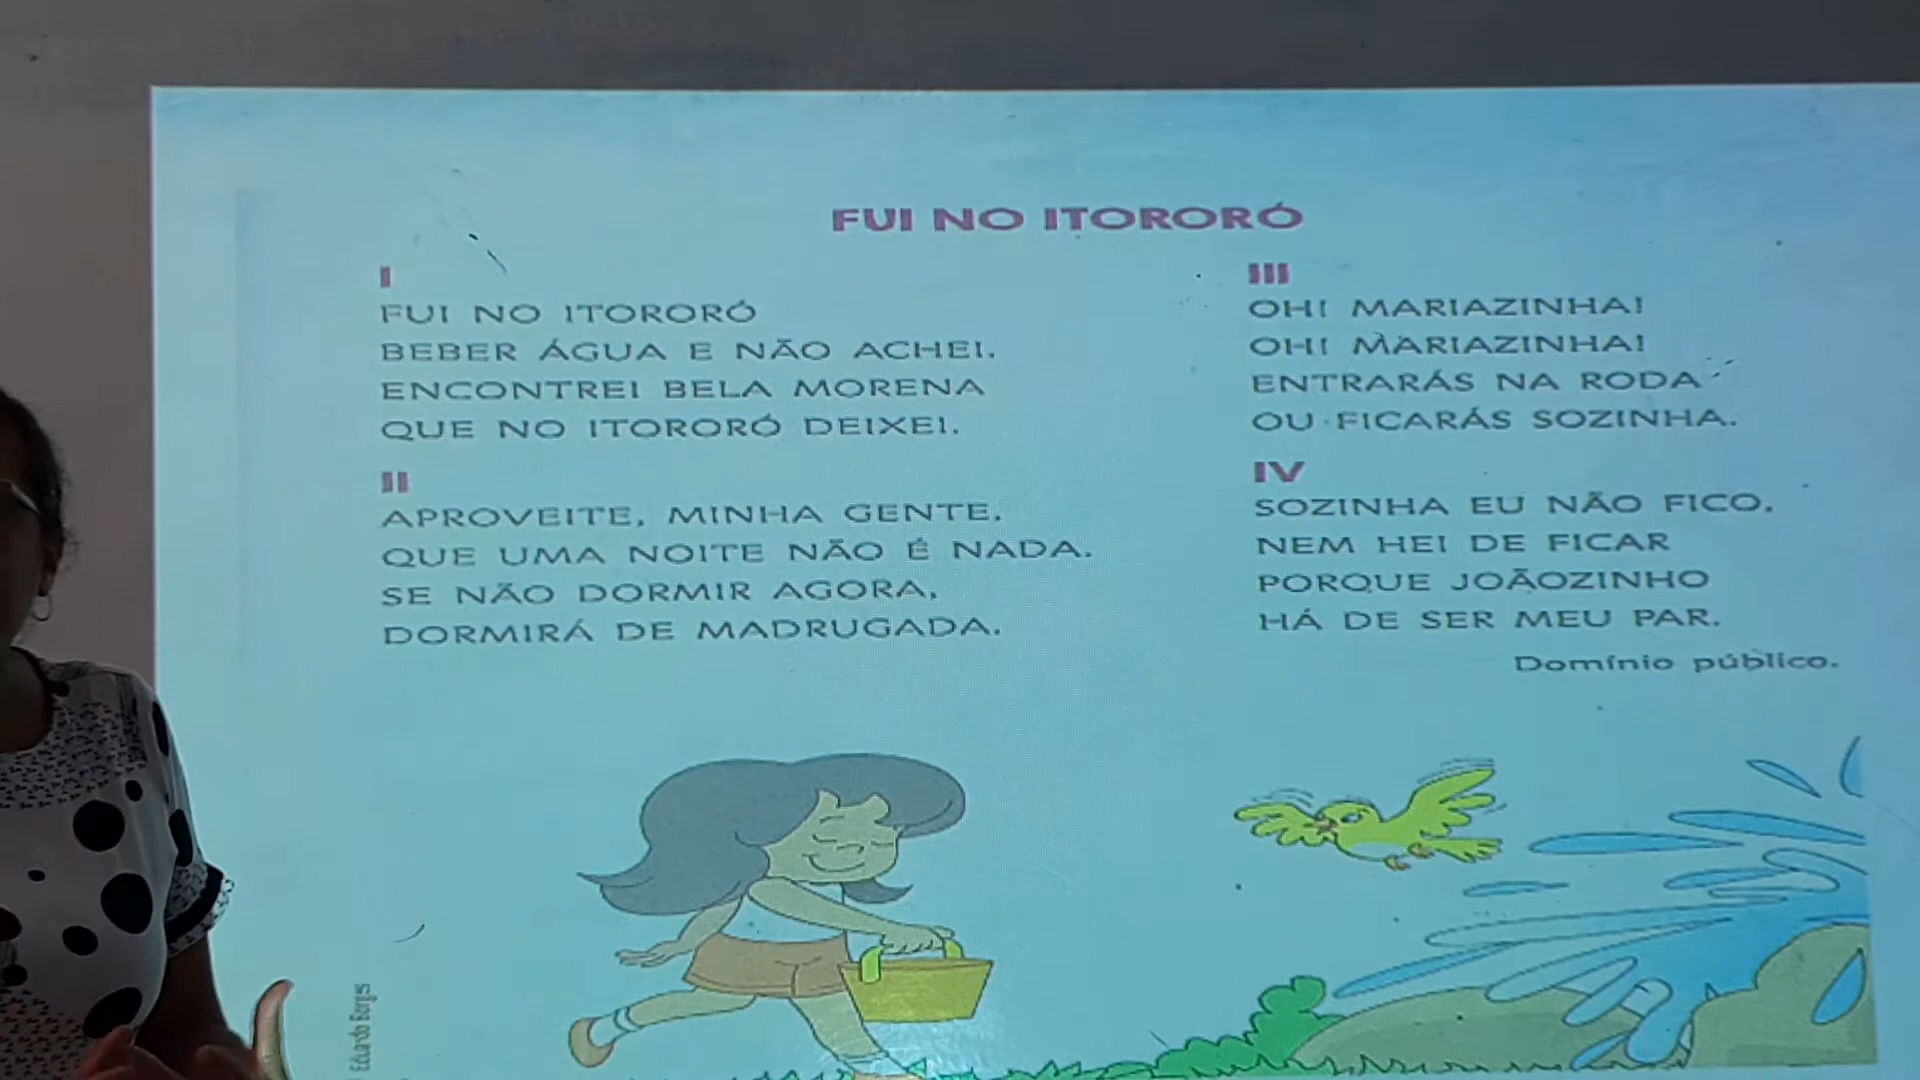 FUI NO ITORORÓ
I
FUI NO ITORORÓ
BEBER ÁGUA E NÃO ACHEI.
ENCONTREI BELA MORENA
QUE NO ITORORÓ DEIXEI.
II
APROVEITE, MINHA GENTE,
QUE UMA NOITE NÃO É NADA.
SE NÃO DORMIR AGORA,
DORMIRÁ DE MADRUGADA.
III
OH! MARIAZINHA!
OH! MARIAZINHA!
ENTRARÁS NA RODA
OU FICARÁS SOZINHA.
IV
SOZINHA EU NÃO FICO,
NEM HEI DE FICAR
PORQUE JOÃOZINHO
HÁ DE SER MEU PAR.
Domínio público.
Eduardo Borges